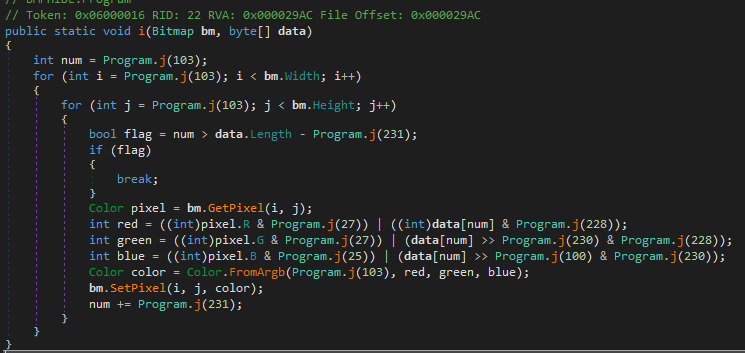 // Token: 0x06000016 RID: 22 RVA: 0x000029AC File Offset: 0x000029AC
public static void i(Bitmap bm, byte[] data)
{
int num = Program.j(103);
for (int i = Program.j(103); i < bm.Width; i++)
{
for (int j = Program.j(103); j < bm.Height; j++)
{
bool flag = num > data.Length - Program.j(231);
if (flag)
{
break;
}
Color pixel = bm.GetPixel(i, j);
int red = ((int)pixel.R & Program.j(27)) | ((int)data[num] & Program.j(228));
int green = ((int)pixel.G & Program.j(27)) | (data[num] >> Program.j(230) & Program.j(228));
int blue = ((int)pixel.B & Program.j(25)) | (data[num] >> Program.j(100) & Program.j(230));
Color color = Color.FromArgb(Program.j(103), red, green, blue);
bm.SetPixel(i, j, color);
num += Program.j(231);
}
}
}